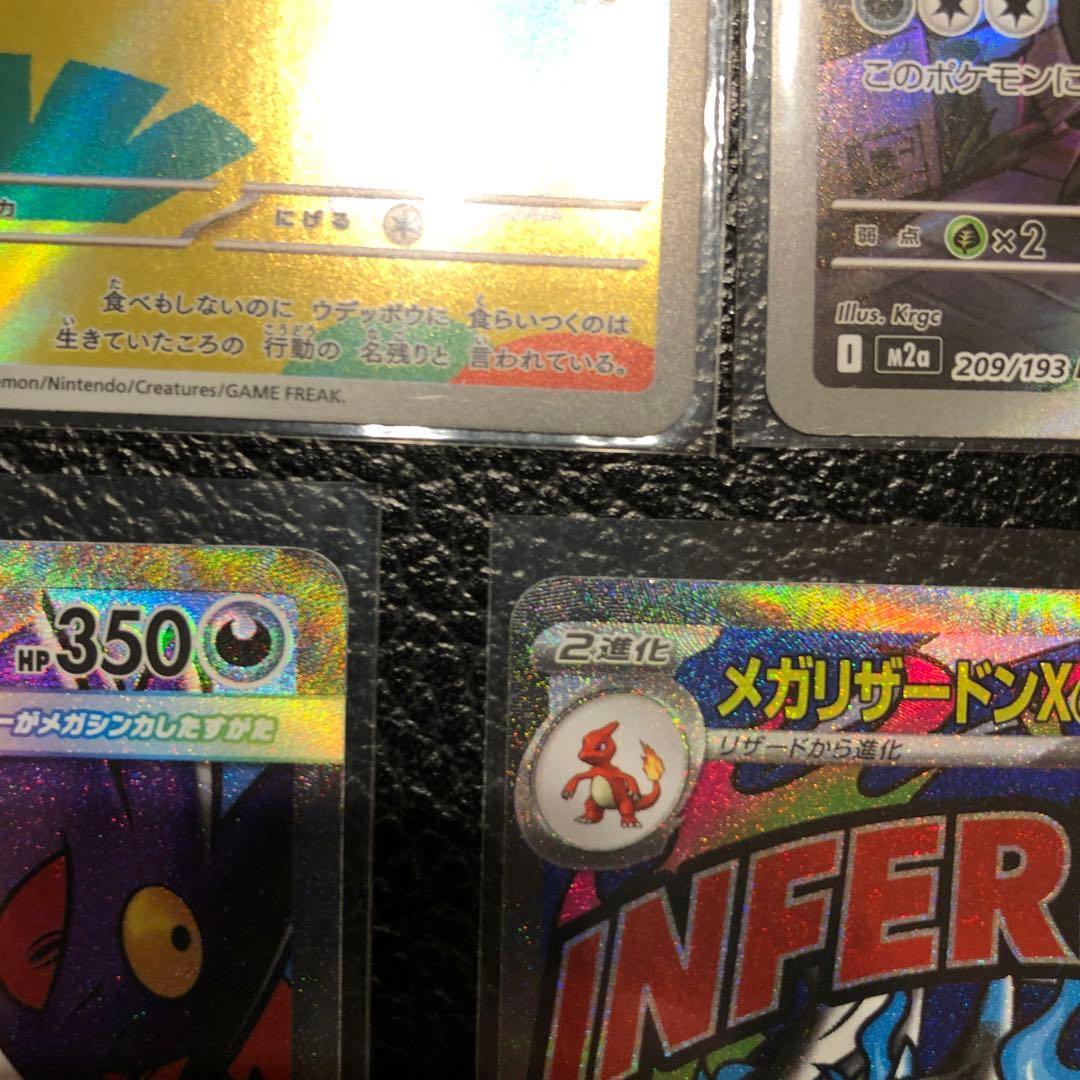 カ
にげる
食べもしないのに ウデッポウに 食らいつくのは
生きていたころの 行動の 名残りと 言われている。
emon/Nintendo/Creatures/GAME FREAK.
このポケモンに
弱点 ×2
Illus. Krgc
I m2a 209/193
HP 350
ーがメガシンカしたすがた
2進化
メガリザードンX
リザードから進化
INFER